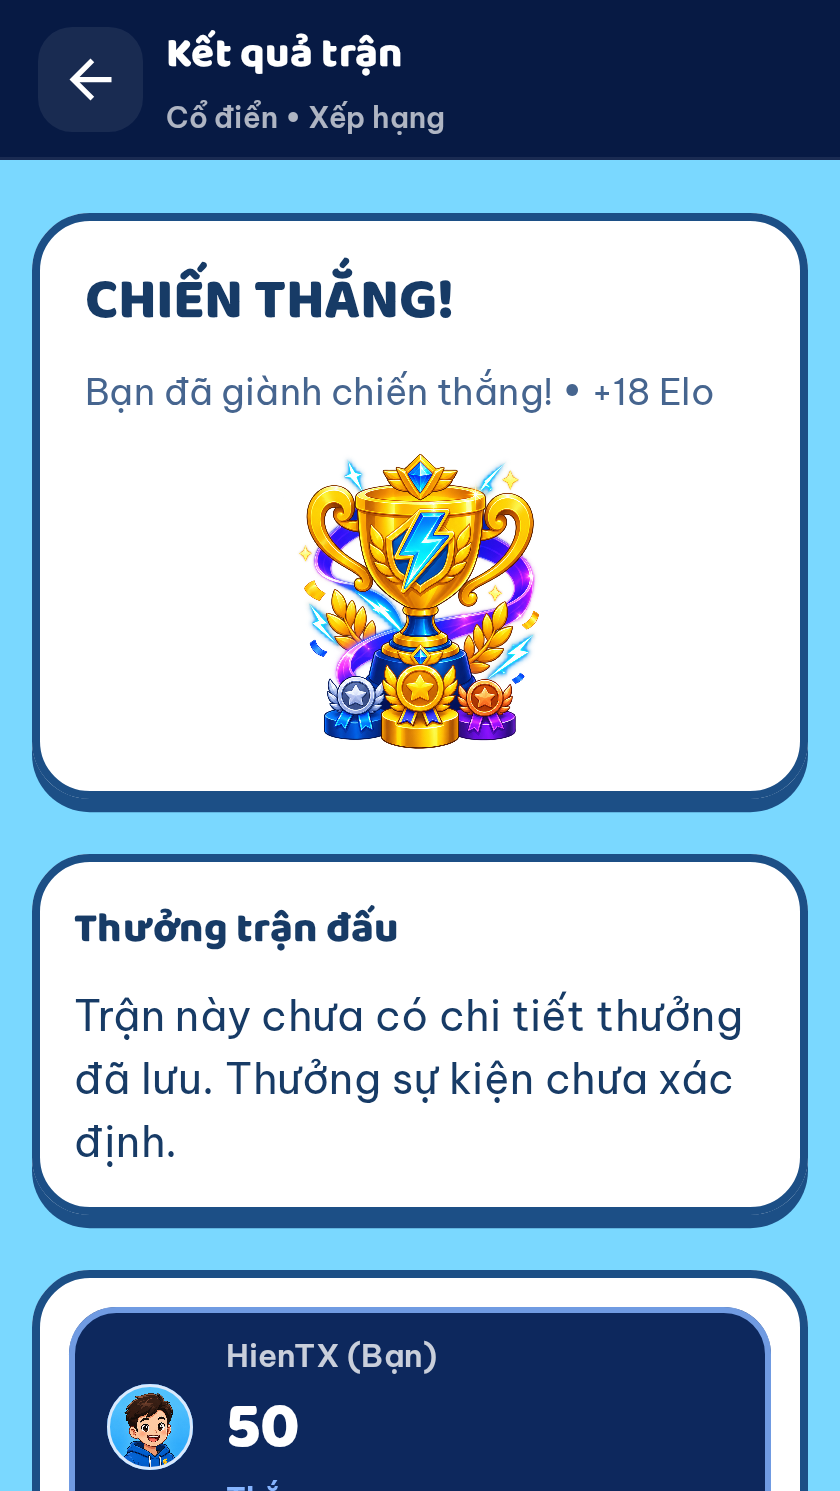 Kết quả trận
Cổ điển • Xếp hạng
CHIẾN THẮNG!
Bạn đã giành chiến thắng! • +18 Elo
Thưởng trận đấu
Trận này chưa có chi tiết thưởng
đã lưu. Thưởng sự kiện chưa xác
định.
HienTX (Bạn)
50